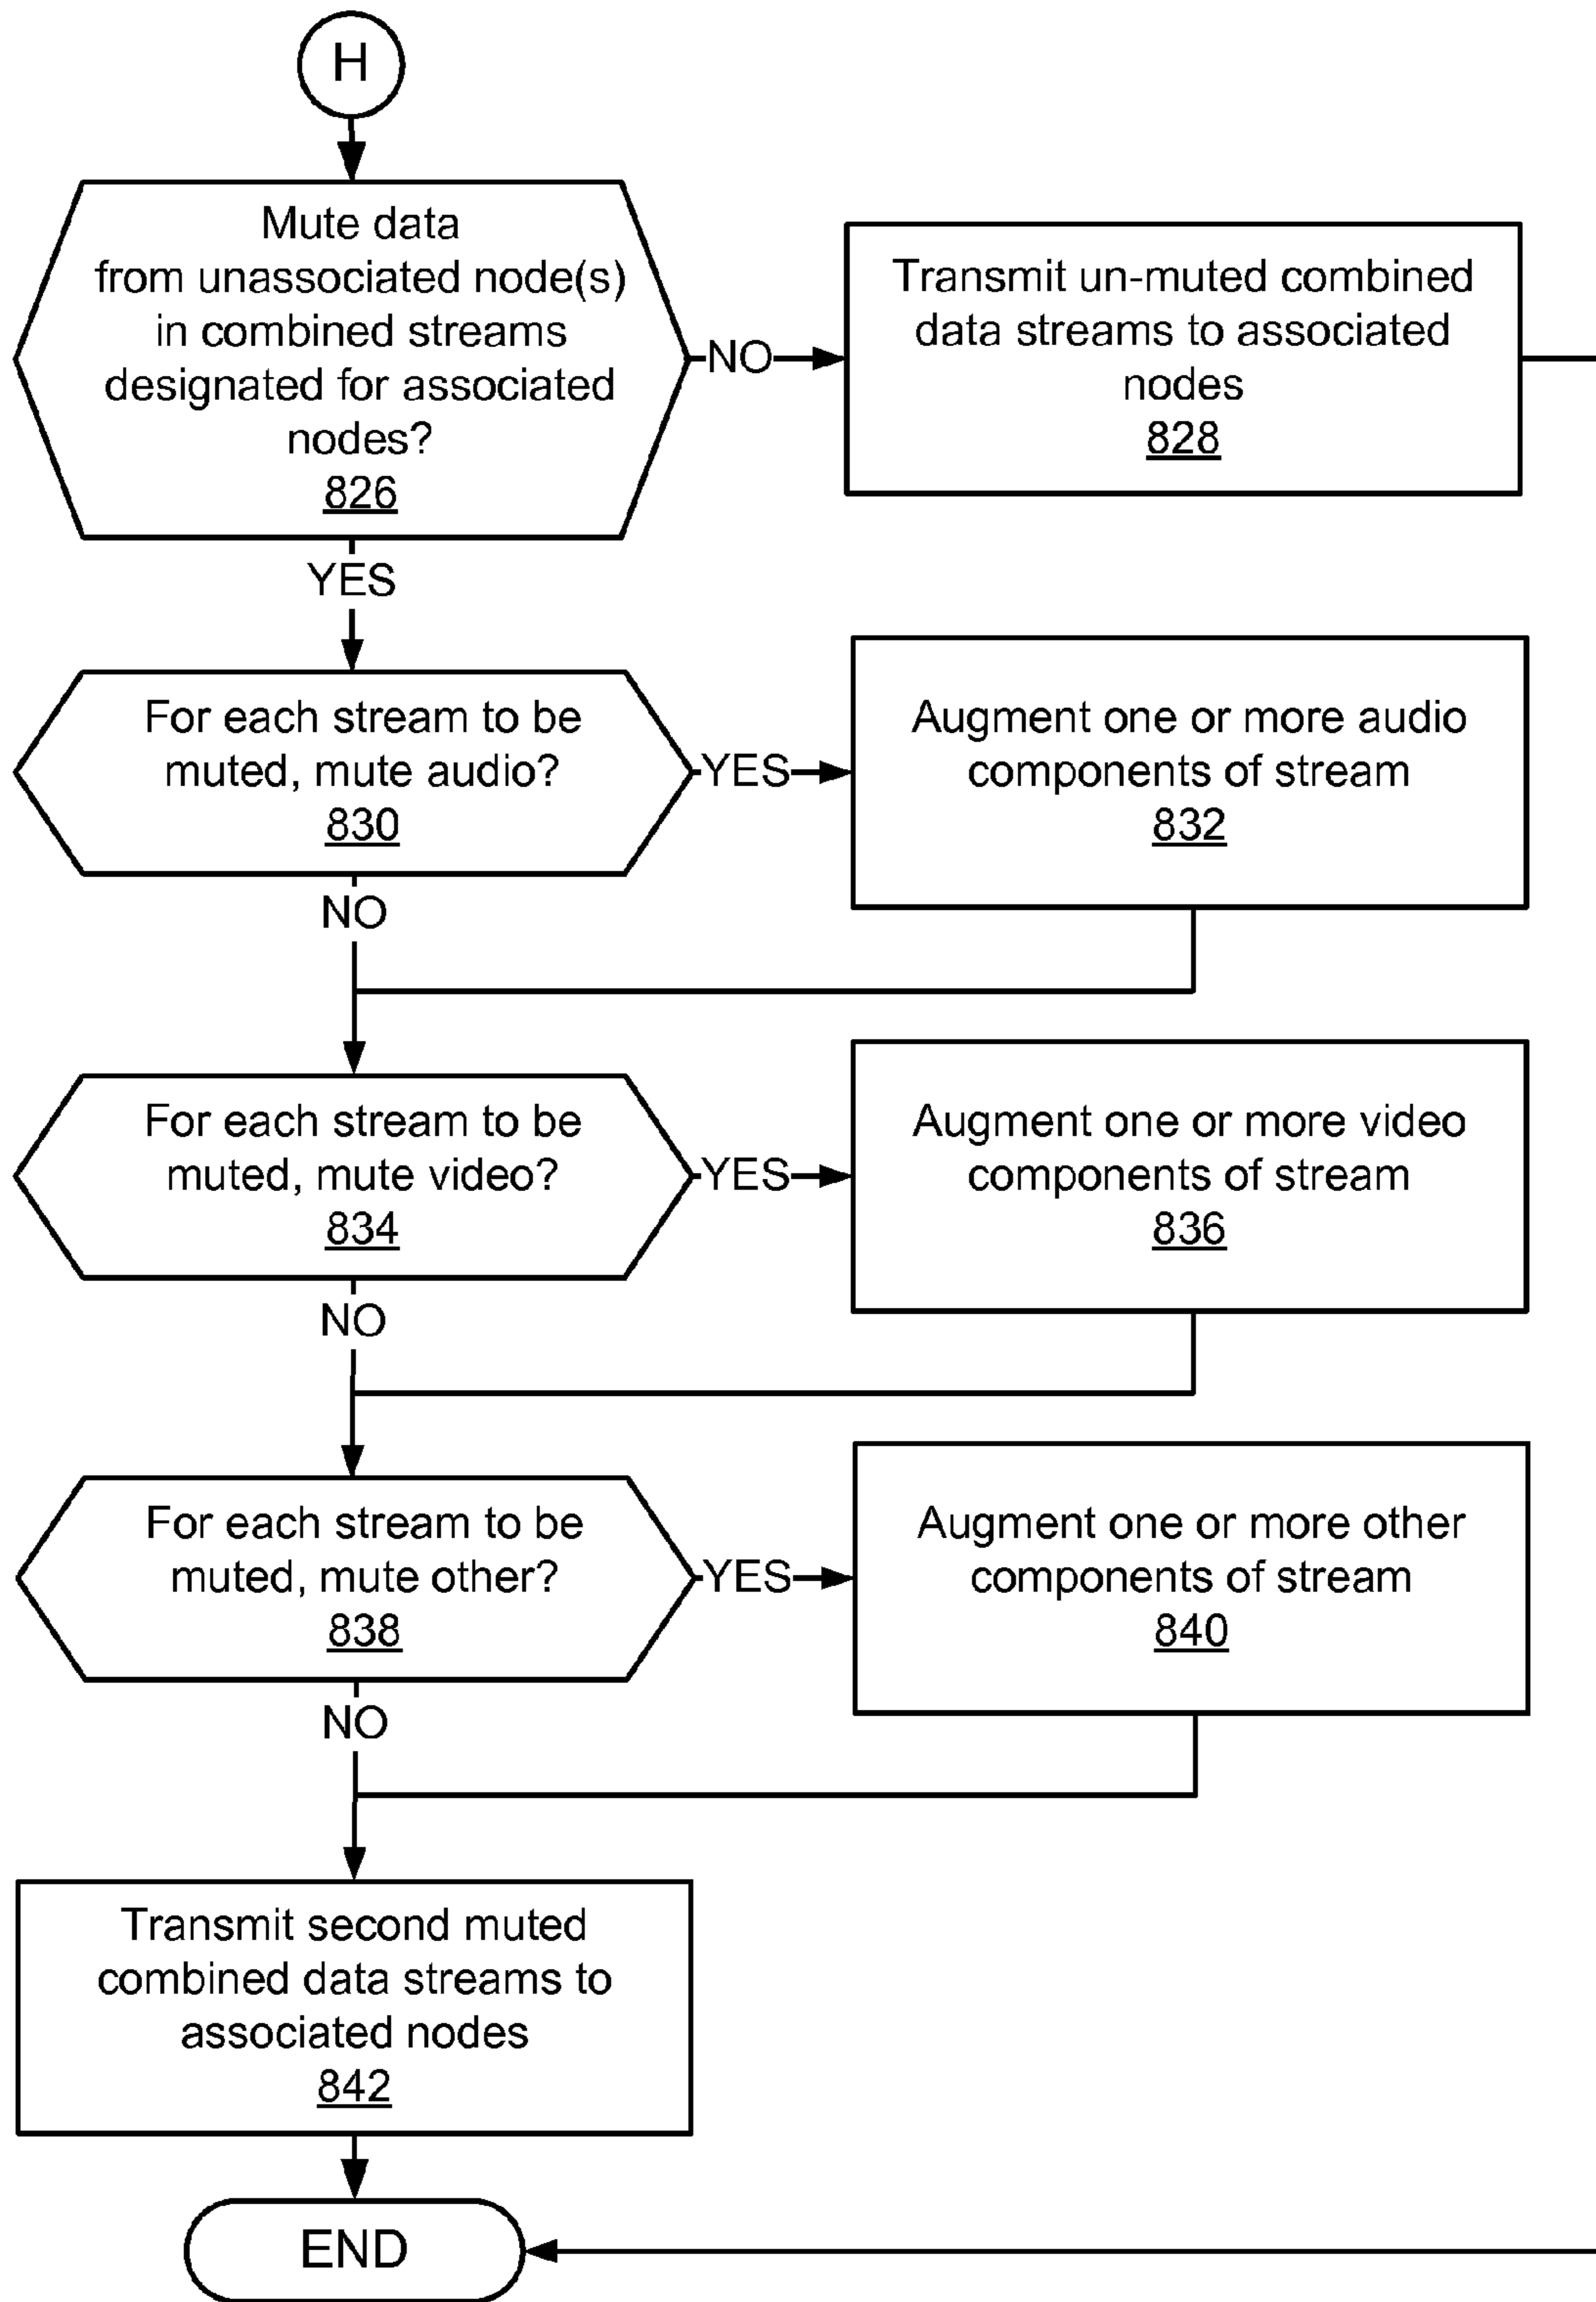 H
Mute data
from unassociated node(s)
in combined streams
designated for associated
nodes?
826
NO
Transmit un-muted combined
data streams to associated
nodes
828
YES
For each stream to be
muted, mute audio?
830
YES
Augment one or more audio
components of stream
832
NO
For each stream to be
muted, mute video?
834
YES
Augment one or more video
components of stream
836
NO
For each stream to be
muted, mute other?
838
YES
Augment one or more other
components of stream
840
NO
Transmit second muted
combined data streams to
associated nodes
842
END